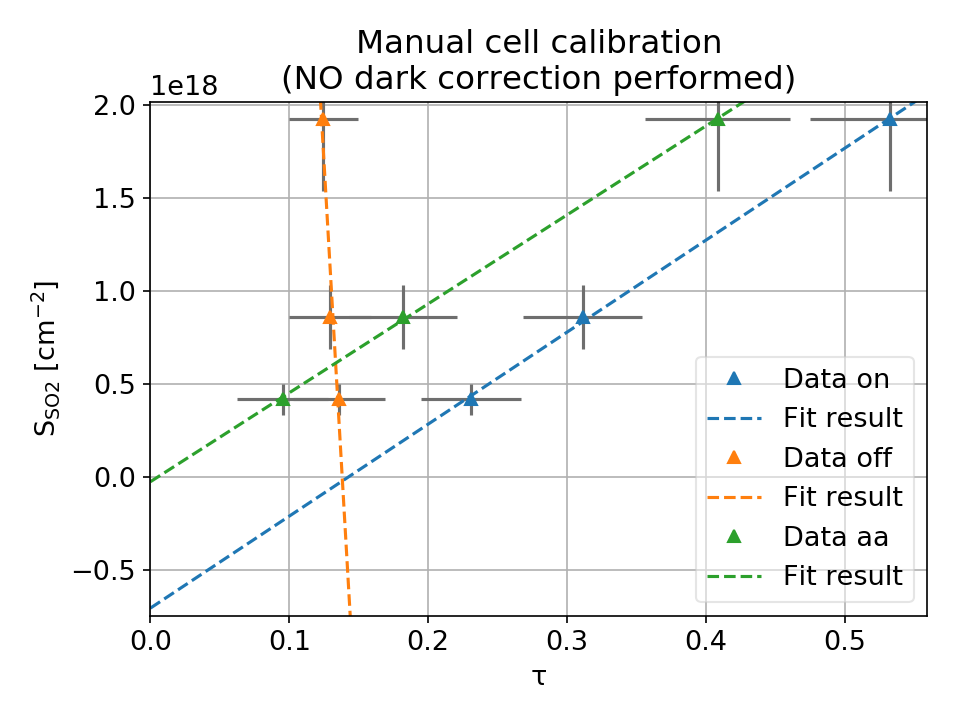 Manual cell calibration
(NO dark correction performed)
1e18
2.0
1.5
1.0
0.5
0.0
−0.5
S_SO2 [cm⁻²]
0.0 0.1 0.2 0.3 0.4 0.5
τ
Data on
Fit result
Data off
Fit result
Data aa
Fit result